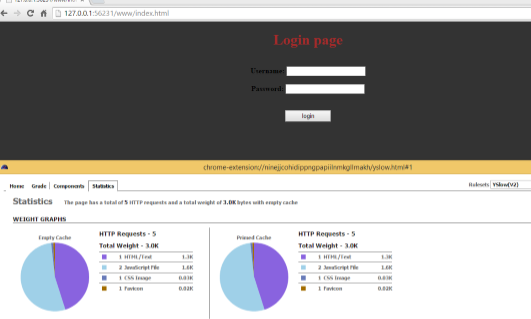 127.0.0.1:56231/www/index.html
Login page
Username:
Password:
login
chrome-extension://ninejjcohidippngpapiilnmkgllmakh/yslow.html#1
Home Grade Components Statistics Rulesets YSlow(V2)
Statistics The page has a total of 5 HTTP requests and a total weight of 3.0K bytes with empty cache
WEIGHT GRAPHS
Empty Cache
HTTP Requests - 5
Total Weight - 3.0K
1 HTML/Text 1.3K
2 JavaScript File 1.6K
1 CSS Image 0.03K
1 Favicon 0.02K
Primed Cache
HTTP Requests - 5
Total Weight - 3.0K
1 HTML/Text 1.3K
2 JavaScript File 1.6K
1 CSS Image 0.03K
1 Favicon 0.02K